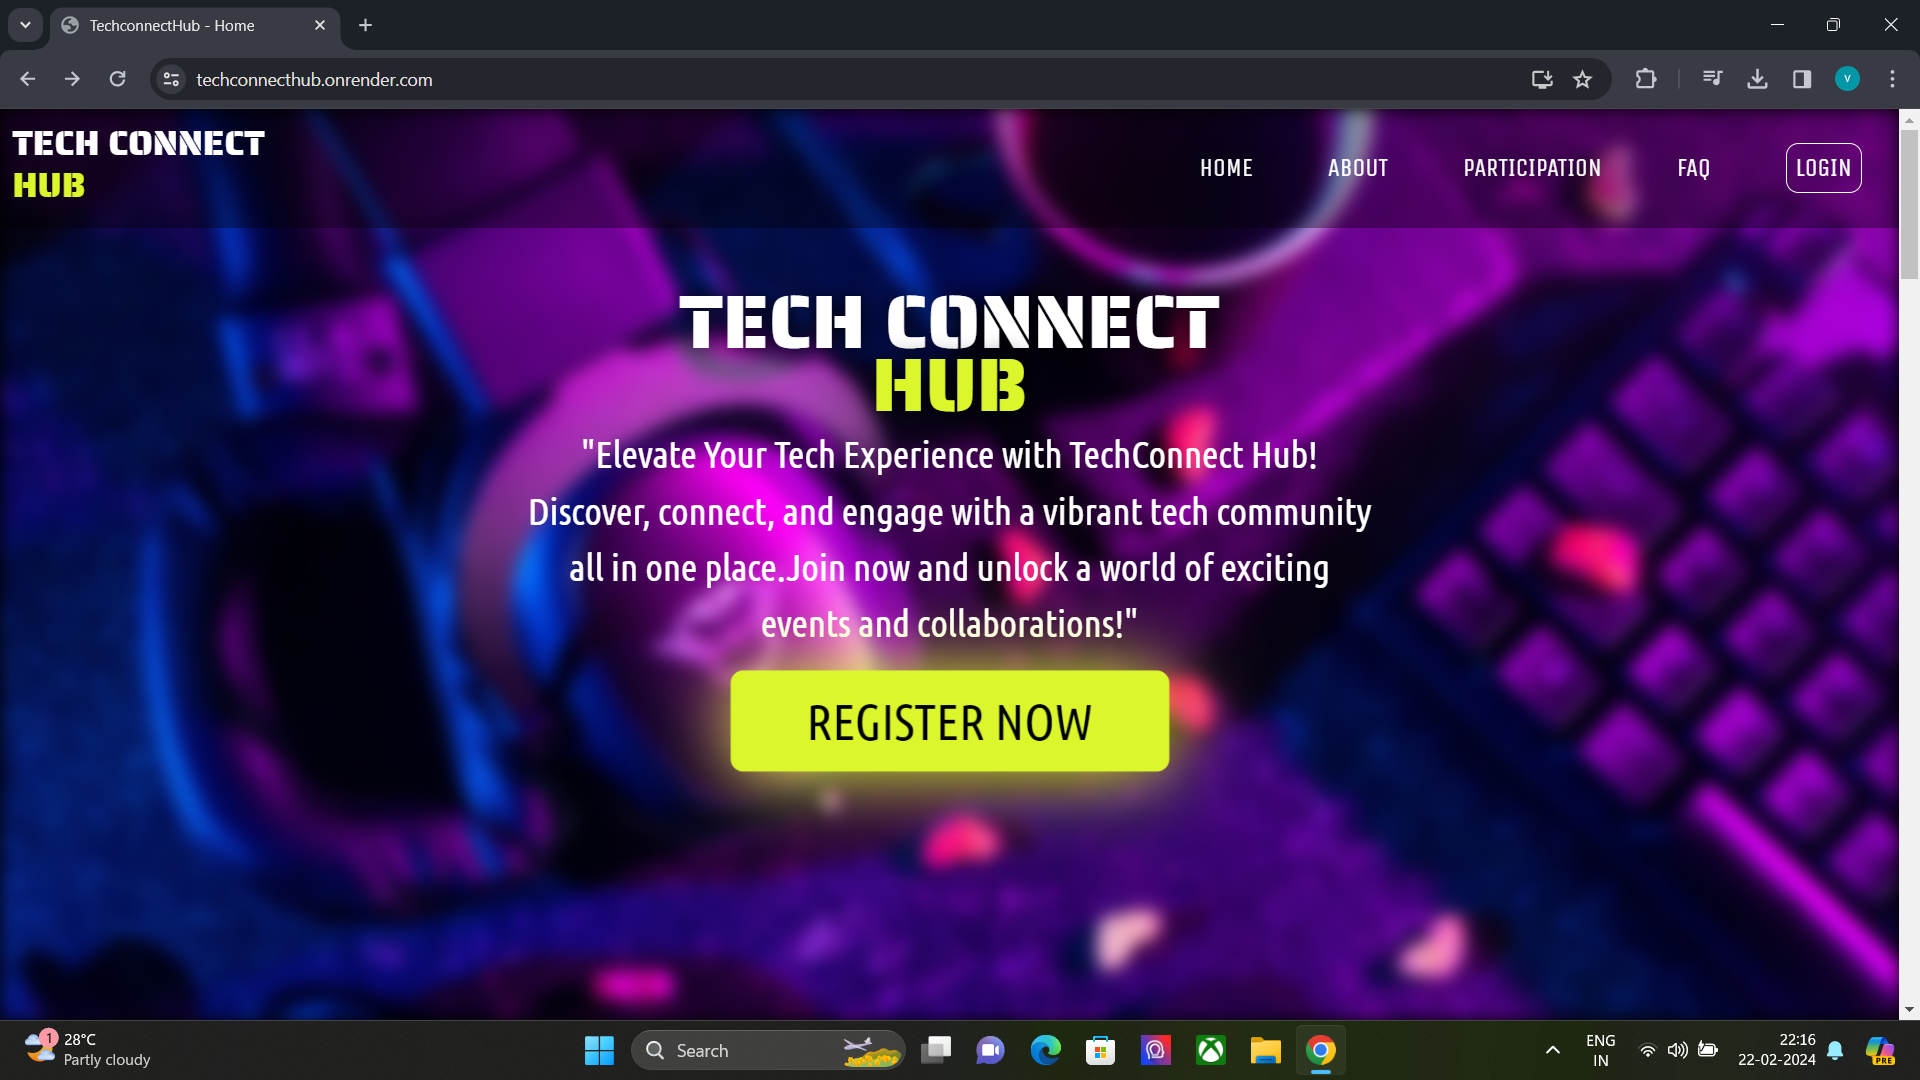 TechconnectHub - Home
techconnecthub.onrender.com
V
TECH CONNECT
HUB
HOME ABOUT PARTICIPATION FAQ LOGIN
TECH CONNECT
HUB
"Elevate Your Tech Experience with TechConnect Hub!
Discover, connect, and engage with a vibrant tech community
all in one place.Join now and unlock a world of exciting
events and collaborations!"
REGISTER NOW
1
28°C
Partly cloudy
Search
ENG
IN
22:16
22-02-2024
PRE